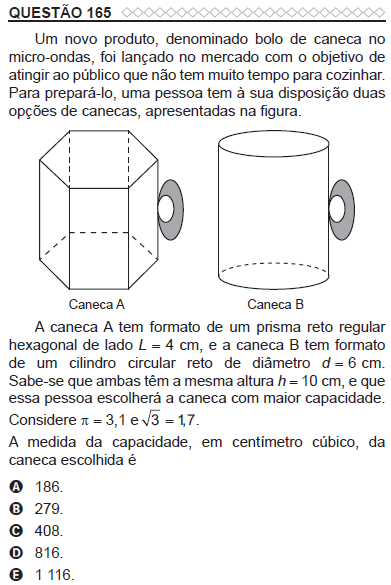 QUESTÃO 165
Um novo produto, denominado bolo de caneca no
micro-ondas, foi lançado no mercado com o objetivo de
atingir ao público que não tem muito tempo para cozinhar.
Para prepará-lo, uma pessoa tem à sua disposição duas
opções de canecas, apresentadas na figura.
Caneca A
Caneca B
A caneca A tem formato de um prisma reto regular
hexagonal de lado L = 4 cm, e a caneca B tem formato
de um cilindro circular reto de diâmetro d = 6 cm.
Sabe-se que ambas têm a mesma altura h = 10 cm, e que
essa pessoa escolherá a caneca com maior capacidade.
Considere π = 3,1 e √3 = 1,7.
A medida da capacidade, em centímetro cúbico, da
caneca escolhida é
A 186.
B 279.
C 408.
D 816.
E 1 116.